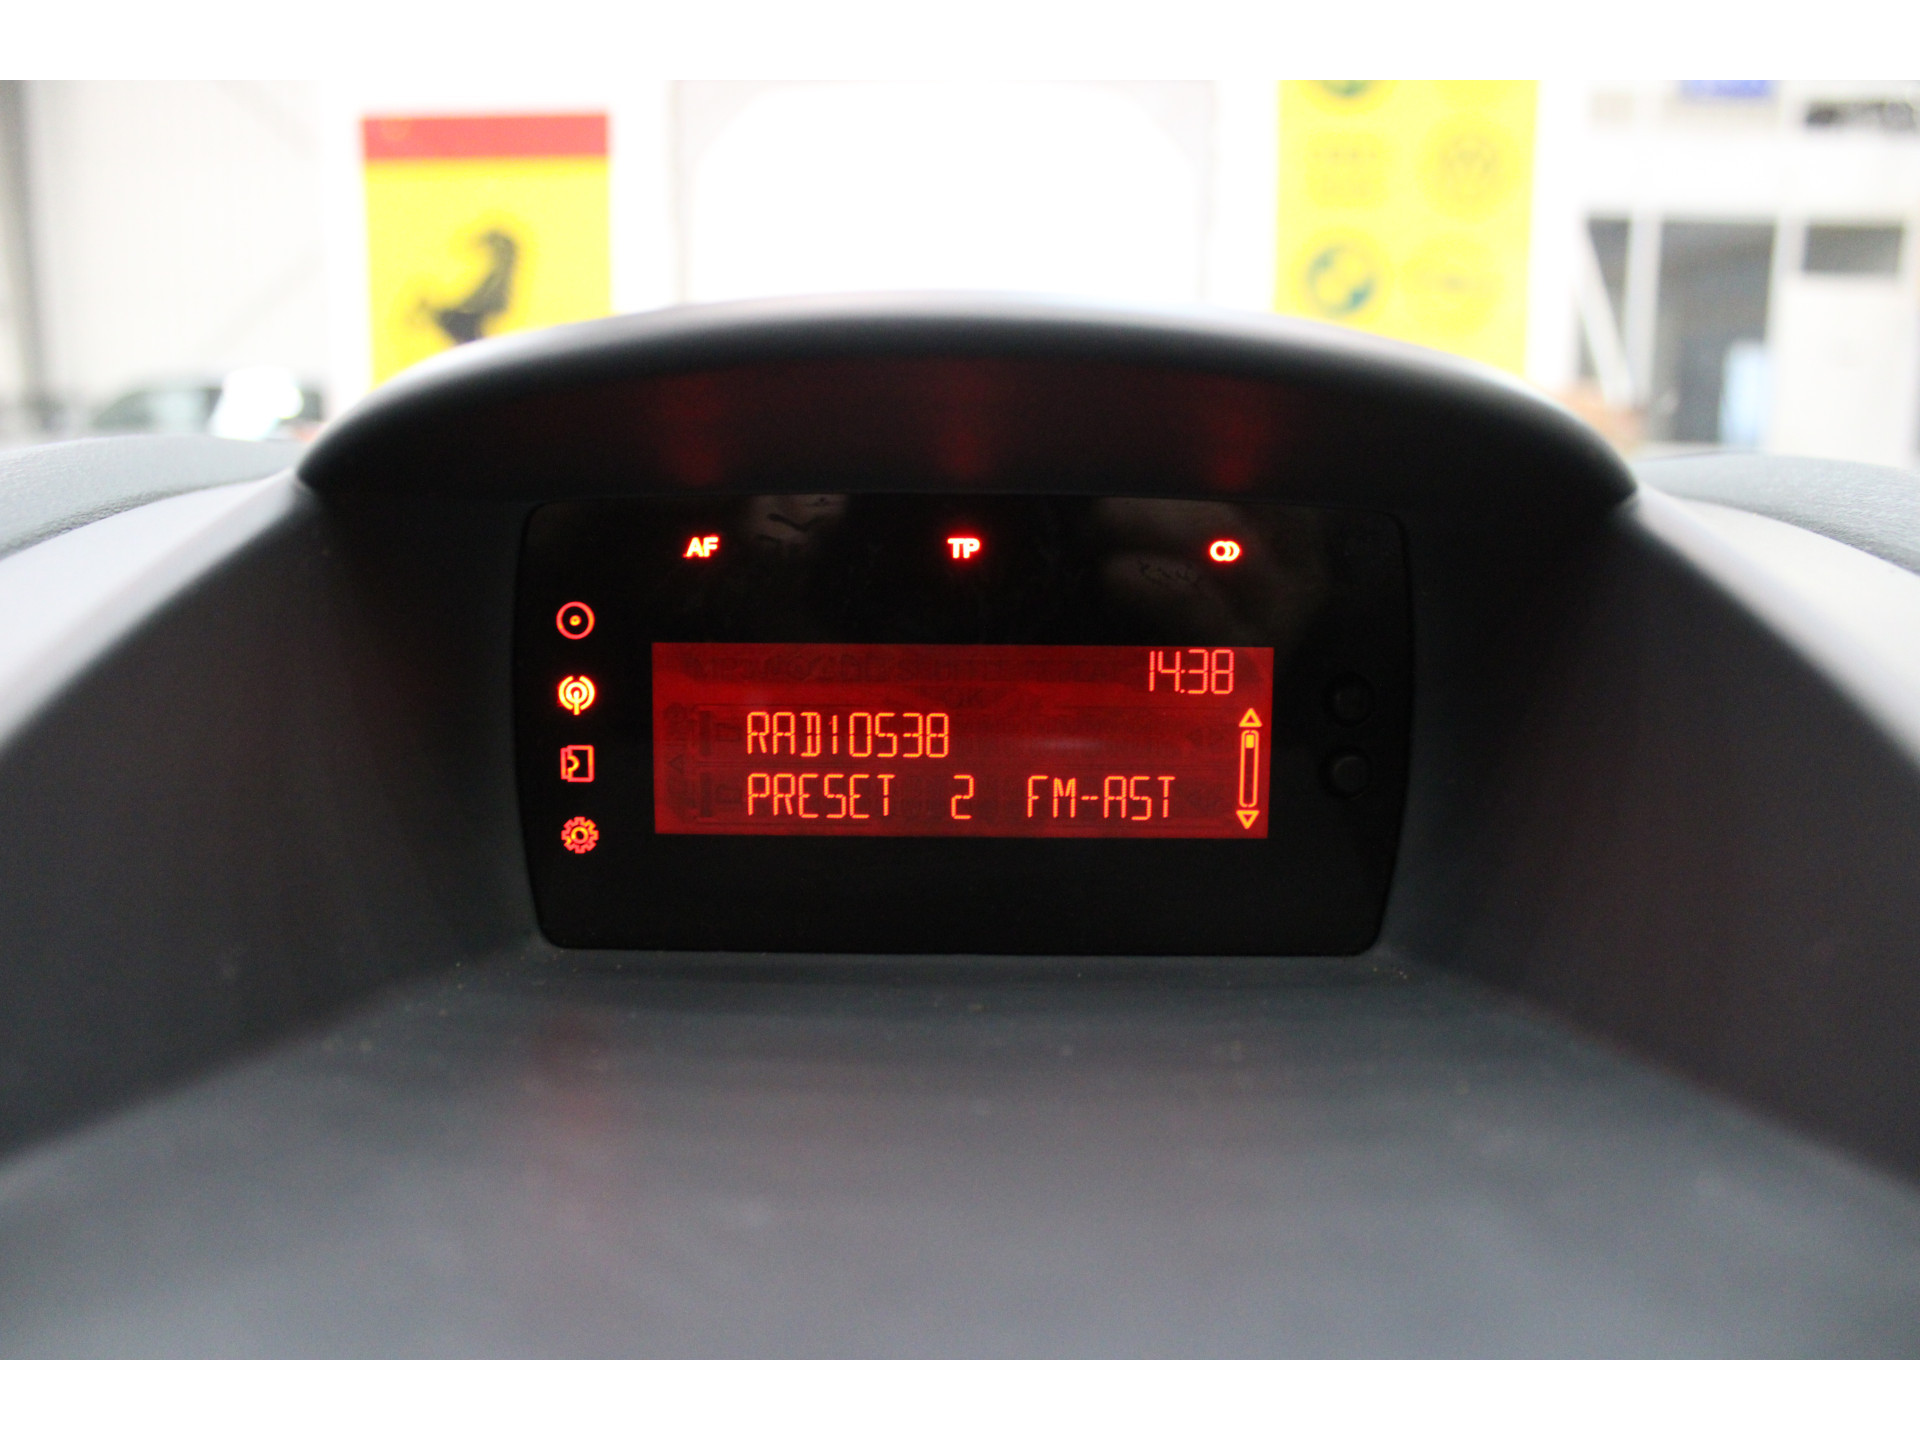 AF TP
14:38
RADIO538
PRESET 2 FM-AST